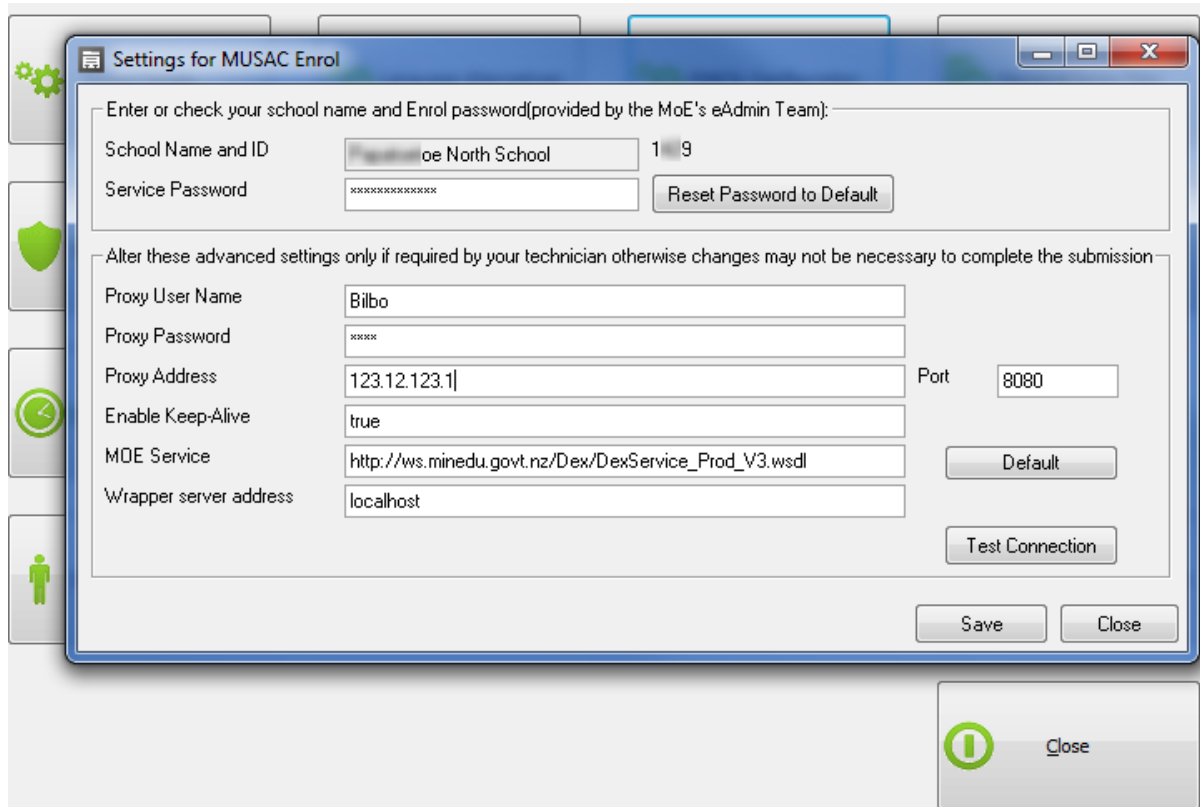 Settings for MUSAC Enrol
Enter or check your school name and Enrol password(provided by the MoE's eAdmin Team):
School Name and ID oe North School 1 9
Service Password ************* Reset Password to Default
Alter these advanced settings only if required by your technician otherwise changes may not be necessary to complete the submission
Proxy User Name Bilbo
Proxy Password ****
Proxy Address 123.12.123.1 Port 8080
Enable Keep-Alive true
MOE Service http://ws.minedu.govt.nz/Dex/DexService_Prod_V3.wsdl Default
Wrapper server address localhost
Test Connection
Save Close
Close